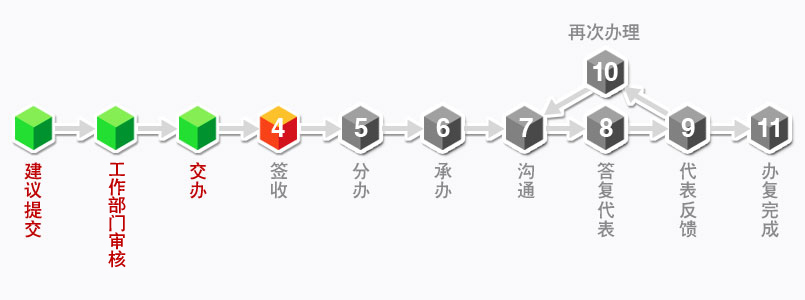 再次办理
10
4
5
6
7
8
9
11
建议提交
工作部门审核
交办
签收
分办
承办
沟通
答复代表
代表反馈
办复完成